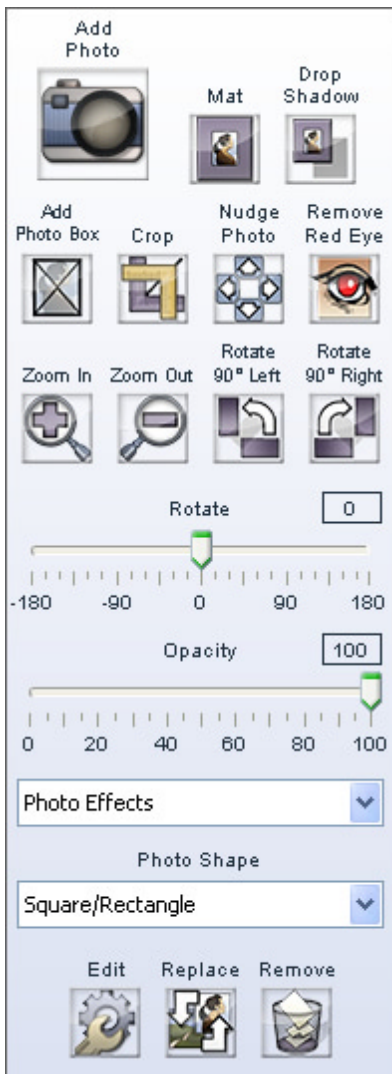 Add
Photo
Mat
Drop
Shadow
Add
Photo Box
Crop
Nudge
Photo
Remove
Red Eye
Zoom In
Zoom Out
Rotate
90° Left
Rotate
90° Right
Rotate
0
-180 -90 0 90 180
Opacity
100
0 20 40 60 80 100
Photo Effects
Photo Shape
Square/Rectangle
Edit
Replace
Remove